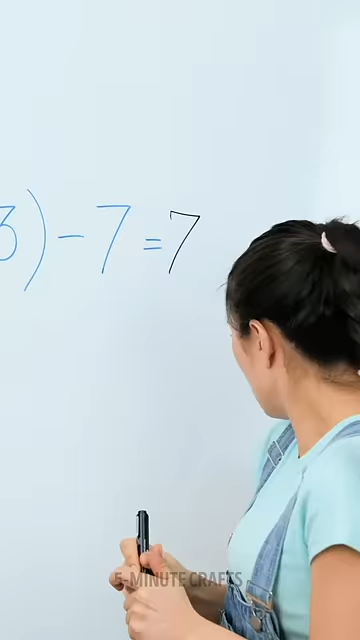 3) - 7 = 7
5-MINUTE CRAFTS